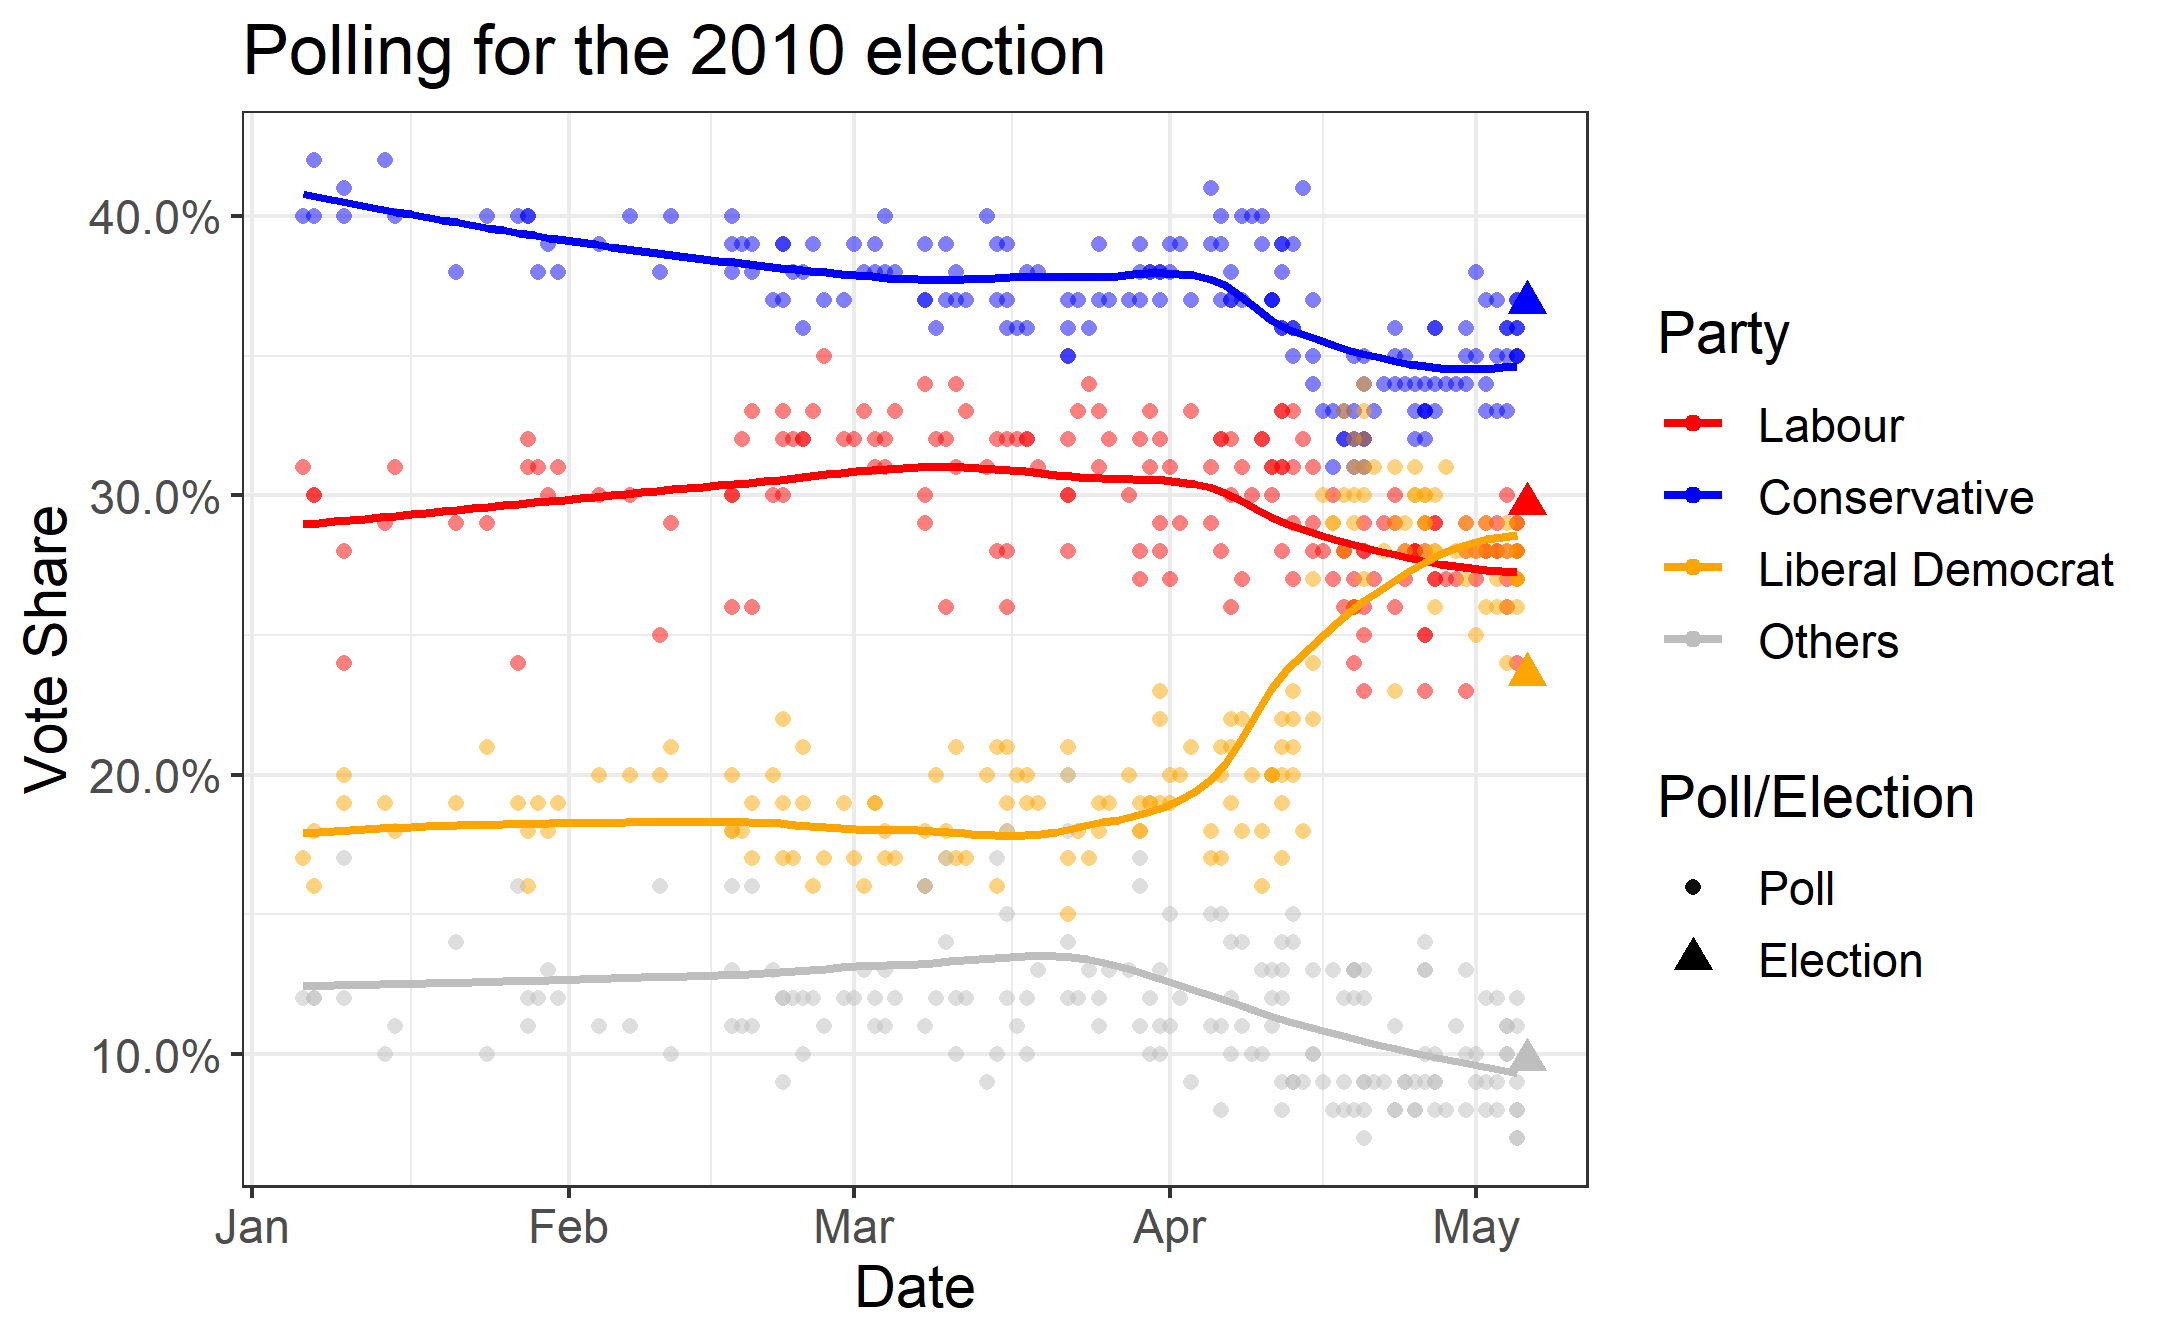 Polling for the 2010 election
Vote Share
40.0%
30.0%
20.0%
10.0%
Jan Feb Mar Apr May
Date
Party
Labour
Conservative
Liberal Democrat
Others
Poll/Election
Poll
Election